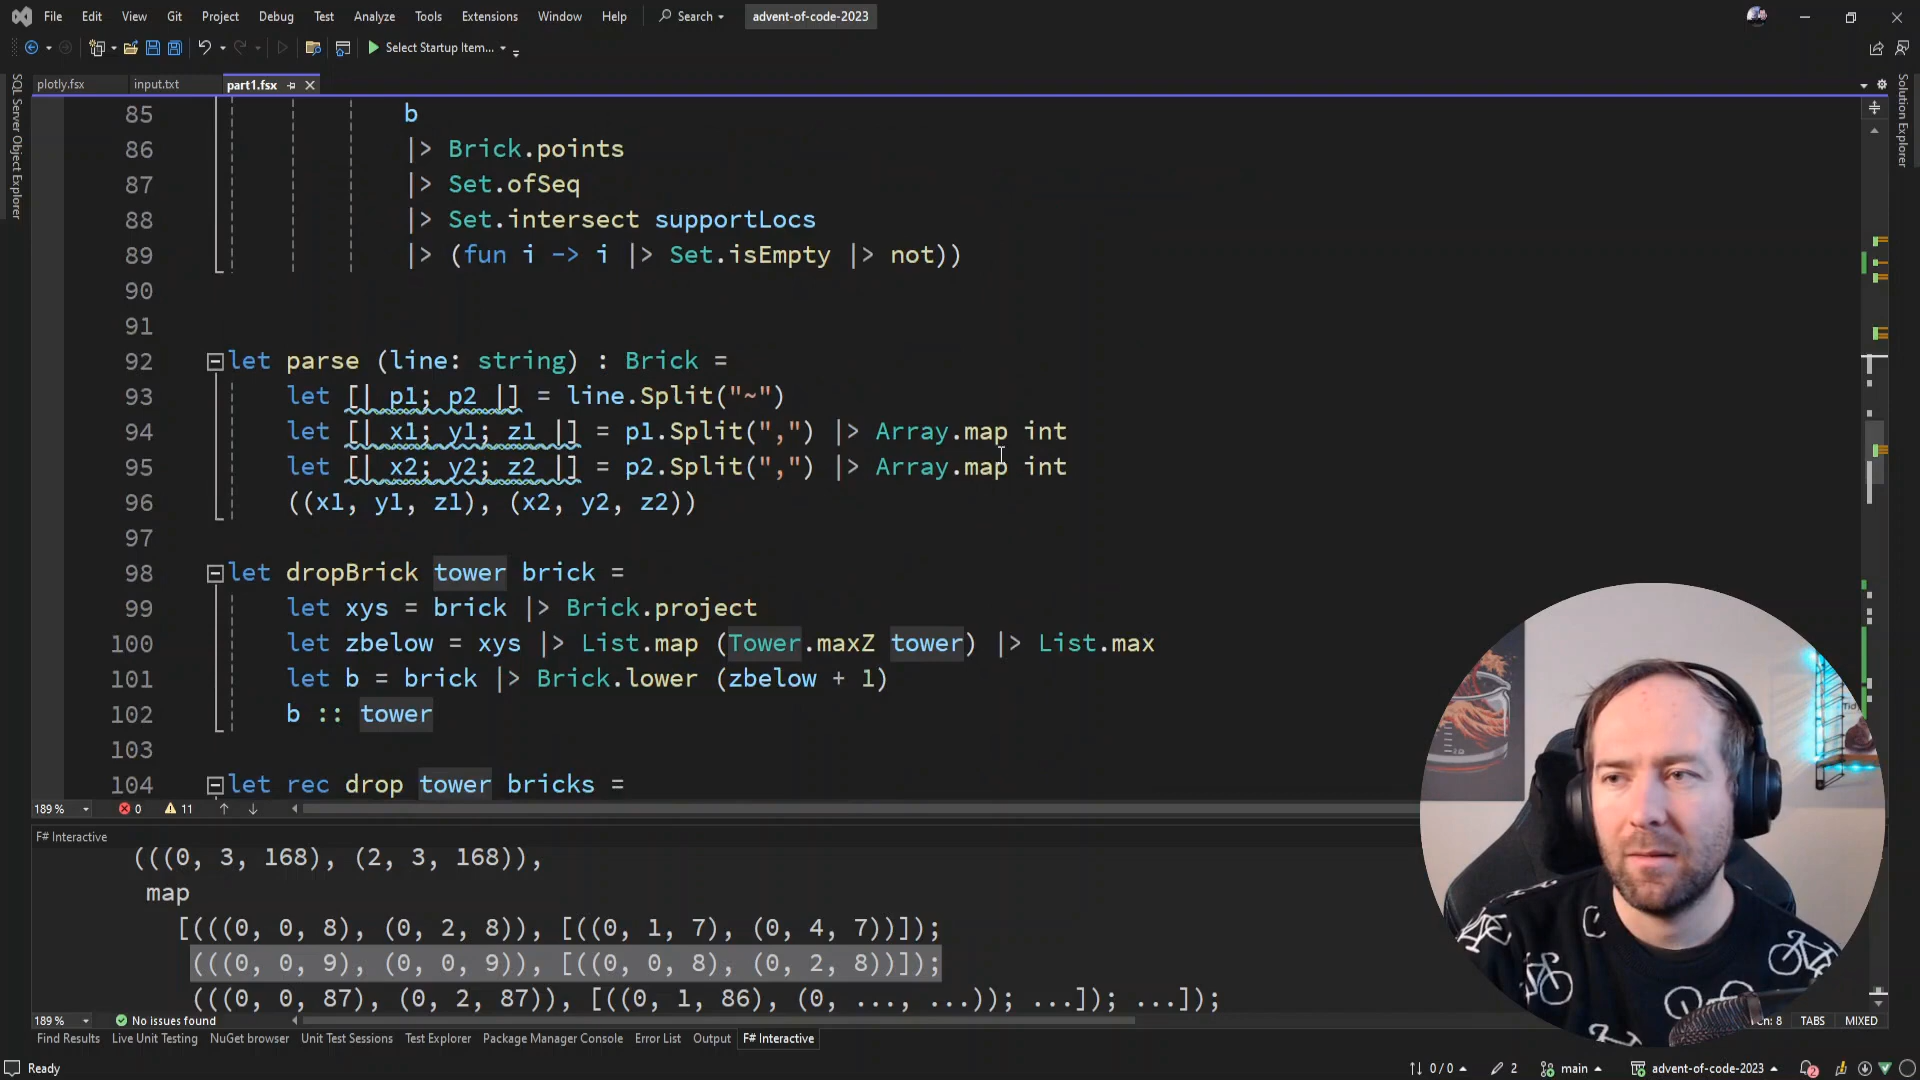 File Edit View Git Project Debug Test Analyze Tools Extensions Window Help Search advent-of-code-2023
Select Startup Item...
plotly.fsx input.txt part1.fsx
SQL Server Object Explorer
Solution Explorer
85 b
86 |> Brick.points
87 |> Set.ofSeq
88 |> Set.intersect supportLocs
89 |> (fun i -> i |> Set.isEmpty |> not))
90
91
92 let parse (line: string) : Brick =
93 let [| p1; p2 |] = line.Split("~")
94 let [| x1; y1; z1 |] = p1.Split(",") |> Array.map int
95 let [| x2; y2; z2 |] = p2.Split(",") |> Array.map int
96 ((x1, y1, z1), (x2, y2, z2))
97
98 let dropBrick tower brick =
99 let xys = brick |> Brick.project
100 let zbelow = xys |> List.map (Tower.maxZ tower) |> List.max
101 let b = brick |> Brick.lower (zbelow + 1)
102 b :: tower
103
104 let rec drop tower bricks =
189 % 0 11
F# Interactive
(((0, 3, 168), (2, 3, 168)),
map
[(((0, 0, 8), (0, 2, 8)), [((0, 1, 7), (0, 4, 7))]);
(((0, 0, 9), (0, 0, 9)), [((0, 0, 8), (0, 2, 8))]);
(((0, 0, 87), (0, 2, 87)), [((0, 1, 86), (0, ..., ...)); ...]); ...]);
189 % No issues found TABS MIXED
Find Results Live Unit Testing NuGet browser Unit Test Sessions Test Explorer Package Manager Console Error List Output F# Interactive
Ready 0 / 0 2 main advent-of-code-2023 2